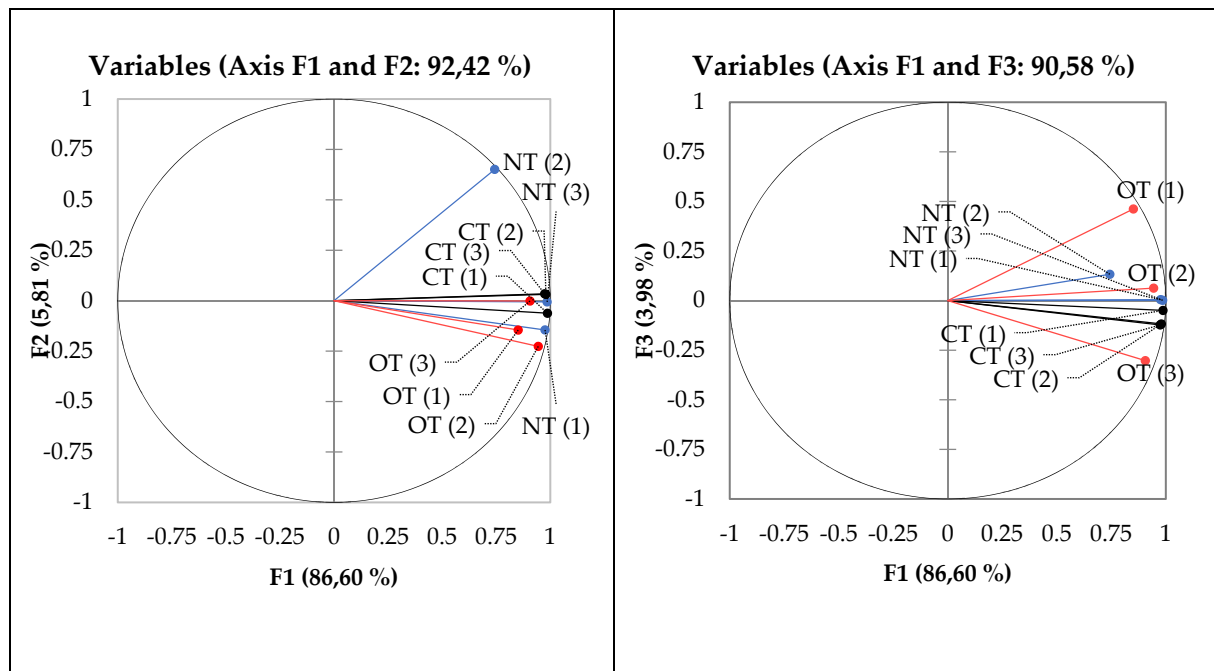 Variables (Axis F1 and F2: 92,42 %)
1
0.75
0.5
0.25
0
-0.25
-0.5
-0.75
-1
F2 (5,81 %)
NT (2)
NT (3)
CT (2)
CT (3)
CT (1)
OT (3)
OT (1)
OT (2)
NT (1)
-1 -0.75 -0.5 -0.25 0 0.25 0.5 0.75 1
F1 (86,60 %)
Variables (Axis F1 and F3: 90,58 %)
1
0,75
0,5
0,25
0
-0,25
-0,5
-0,75
-1
F3 (3,98 %)
OT (1)
NT (2)
NT (3)
NT (1)
OT (2)
CT (1)
CT (3)
CT (2)
OT (3)
-1 -0.75 -0.5 -0.25 0 0.25 0.5 0.75 1
F1 (86,60 %)